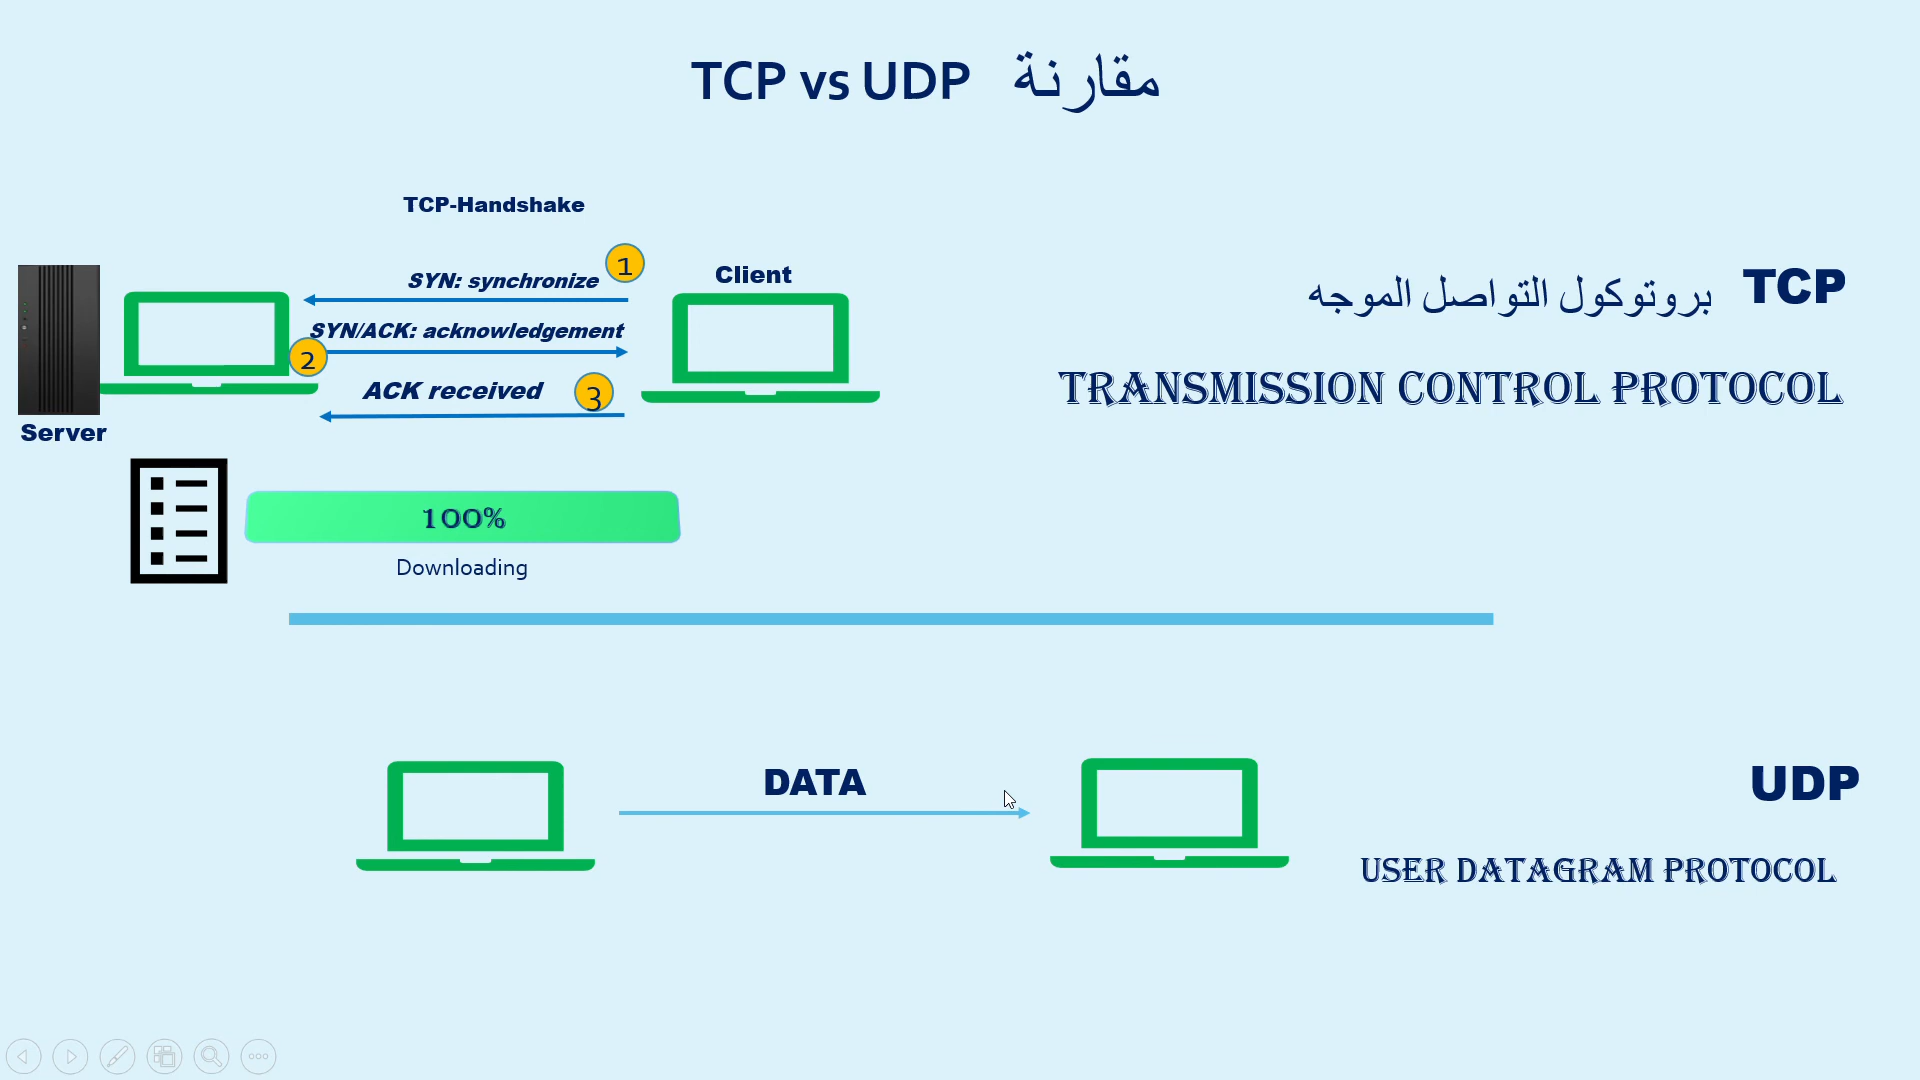 TCP vs UDP مقارنة
TCP-Handshake
1
SYN: synchronize
Client
SYN/ACK: acknowledgement
2
ACK received
3
Server
100%
Downloading
بروتوكول التواصل الموجه TCP
TRANSMISSION CONTROL PROTOCOL
DATA
UDP
USER DATAGRAM PROTOCOL